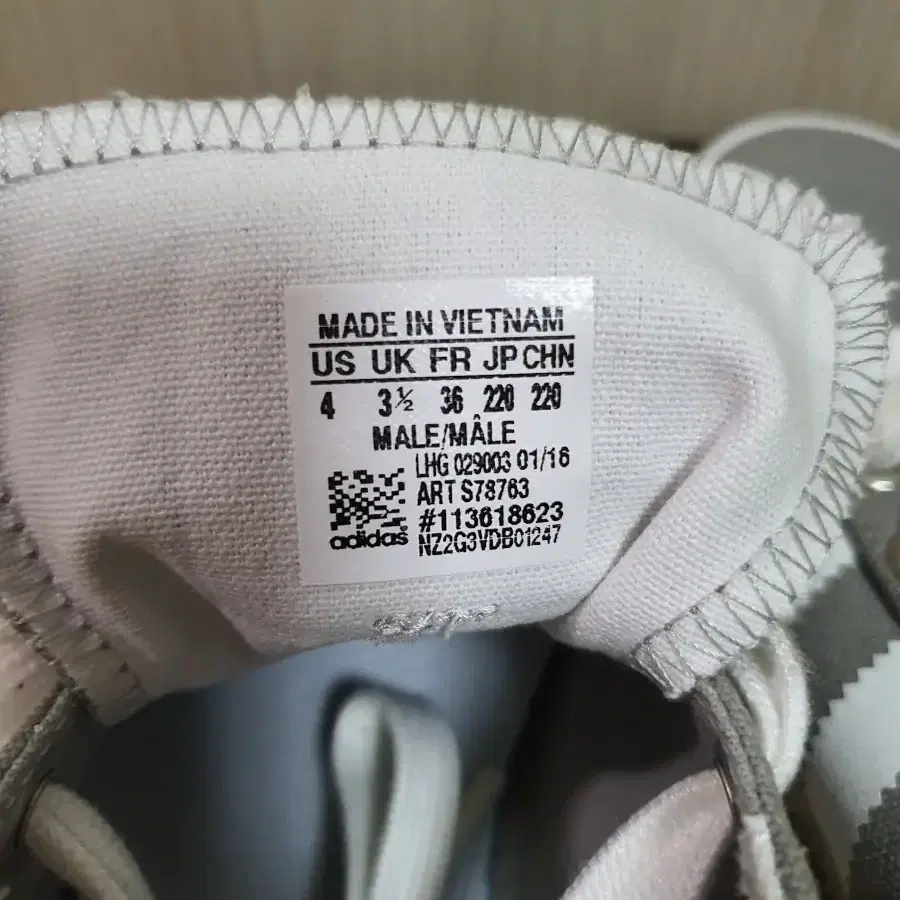 MADE IN VIETNAM
US UK FR JP CHN
4 3½ 36 220 220
MALE/MÂLE
LHG 029003 01/16
ART S78763
#113618623
adidas NZ2G3VDB01247